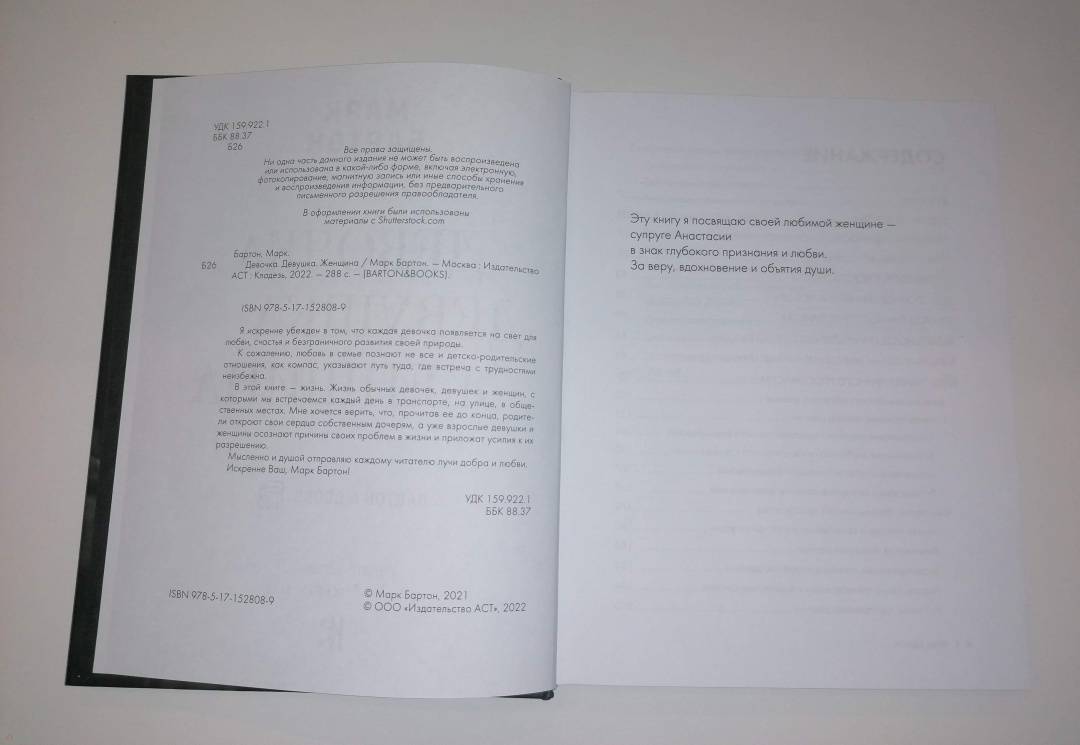 УДК 159.922.1
ББК 88.37
Б26
Все права защищены.
Ни одна часть данного издания не может быть воспроизведена
или использована в какой-либо форме, включая электронную,
фотокопирование, магнитную запись или иные способы хранения
и воспроизведения информации, без предварительного
письменного разрешения правообладателя.
В оформлении книги были использованы
материалы с Shutterstock.com
Бартон, Марк.
Б26 Девочка. Девушка. Женщина / Марк Бартон. — Москва : Издательство
АСТ : Кладезь, 2022. — 288 с. — (BARTON&BOOKS).
ISBN 978-5-17-152808-9
Я искренне убежден в том, что каждая девочка появляется на свет для
любви, счастья и безграничного развития своей природы.
К сожалению, любовь в семье познают не все и детско-родительские
отношения, как компас, указывают путь туда, где встреча с трудностями
неизбежна.
В этой книге — жизнь. Жизнь обычных девочек, девушек и женщин, с
которыми мы встречаемся каждый день в транспорте, на улице, в обще-
ственных местах. Мне хочется верить, что, прочитав ее до конца, родите-
ли откроют свои сердца собственным дочерям, а уже взрослые девушки и
женщины осознают причины своих проблем в жизни и приложат усилия к их
разрешению.
Мысленно и душой отправляю каждому читателю лучи добра и любви.
Искренне Ваш, Марк Бартон!
УДК 159.922.1
ББК 88.37
ISBN 978-5-17-152808-9
© Марк Бартон, 2021
© ООО «Издательство АСТ», 2022
Эту книгу я посвящаю своей любимой женщине —
супруге Анастасии
в знак глубокого признания и любви.
За веру, вдохновение и объятия души.